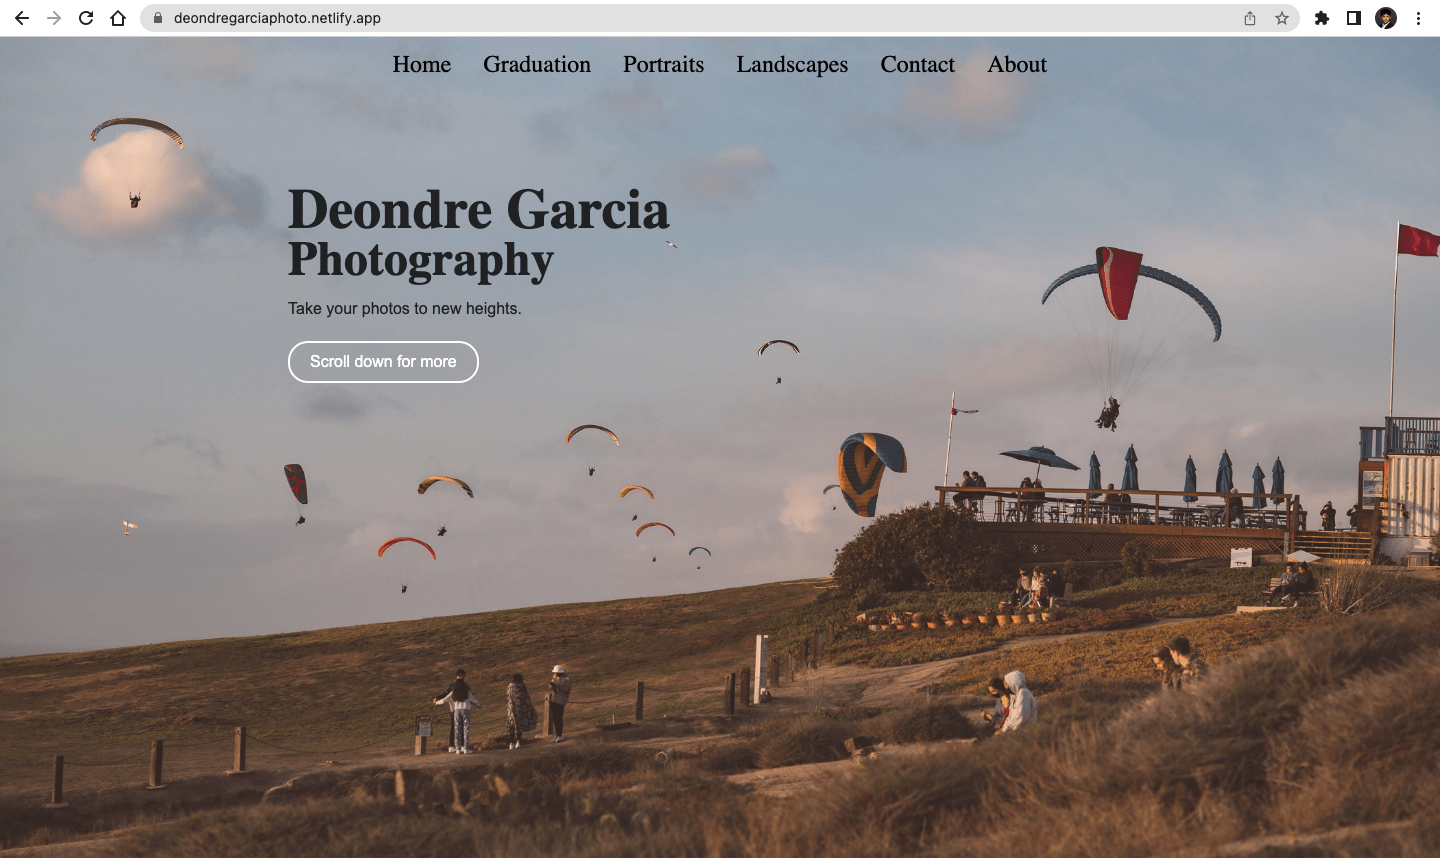 deondregarciaphoto.netlify.app
Home Graduation Portraits Landscapes Contact About
Deondre Garcia
Photography
Take your photos to new heights.
Scroll down for more